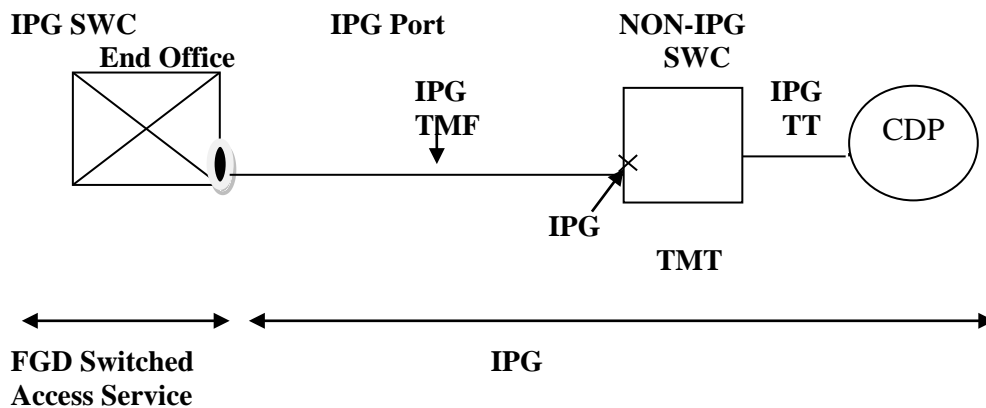 IPG SWC
End Office
IPG Port
NON-IPG
SWC
IPG
TMF
IPG
TT
CDP
IPG
TMT
FGD Switched
Access Service
IPG